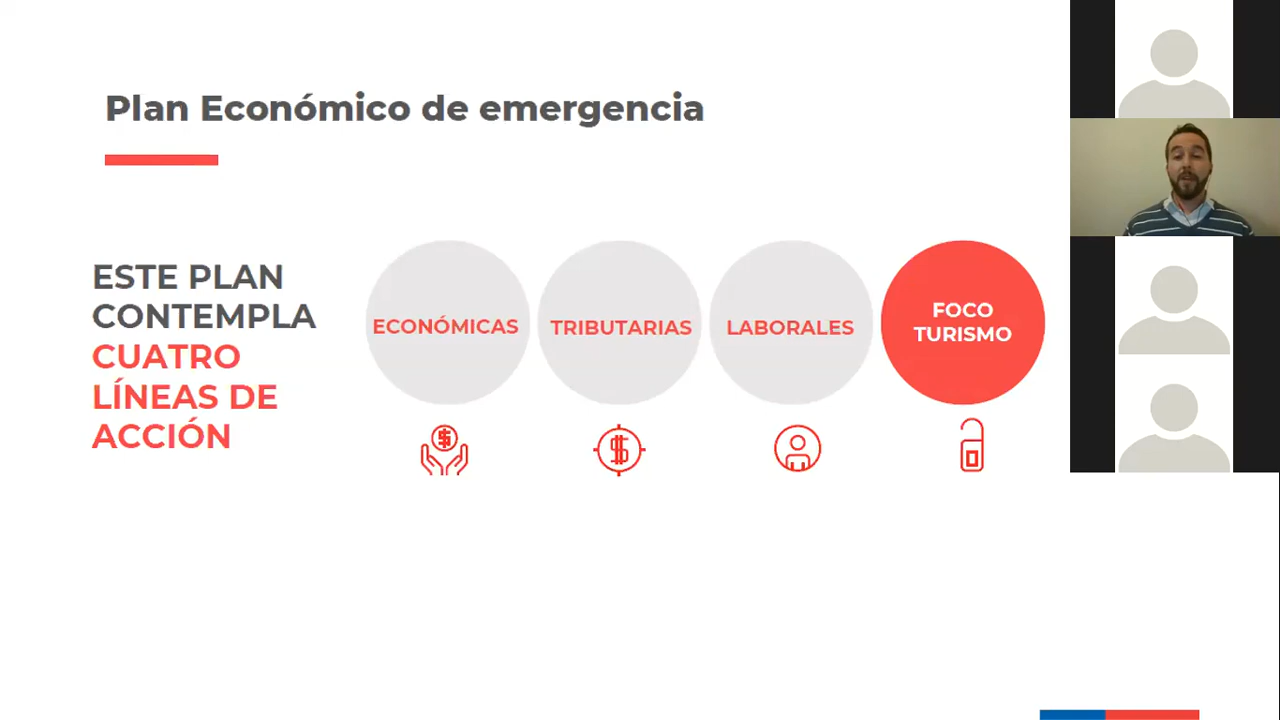 Plan Económico de emergencia
ESTE PLAN
CONTEMPLA
CUATRO
LÍNEAS DE
ACCIÓN
ECONÓMICAS
TRIBUTARIAS
LABORALES
FOCO
TURISMO